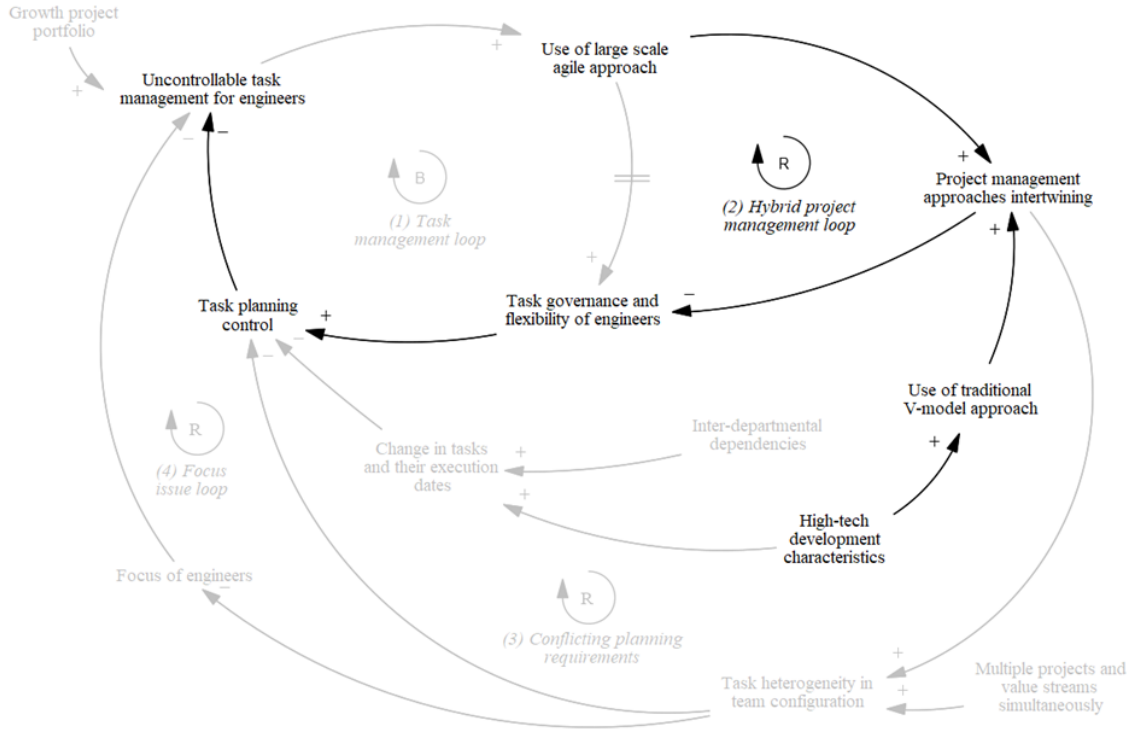 Growth project
portfolio
+
Uncontrollable task
management for engineers
+
Use of large scale
agile approach
−
−
B
(1) Task
management loop
R
(2) Hybrid project
management loop
+
Project management
approaches intertwining
+
+
−
Task planning
control
+
Task governance and
flexibility of engineers
−
−
Use of traditional
V-model approach
+
R
(4) Focus
issue loop
Change in tasks
and their execution
dates
+
+
Inter-departmental
dependencies
High-tech
development
characteristics
Focus of engineers
−
R
(3) Conflicting planning
requirements
+
+
Task heterogeneity in
team configuration
Multiple projects and
value streams
simultaneously